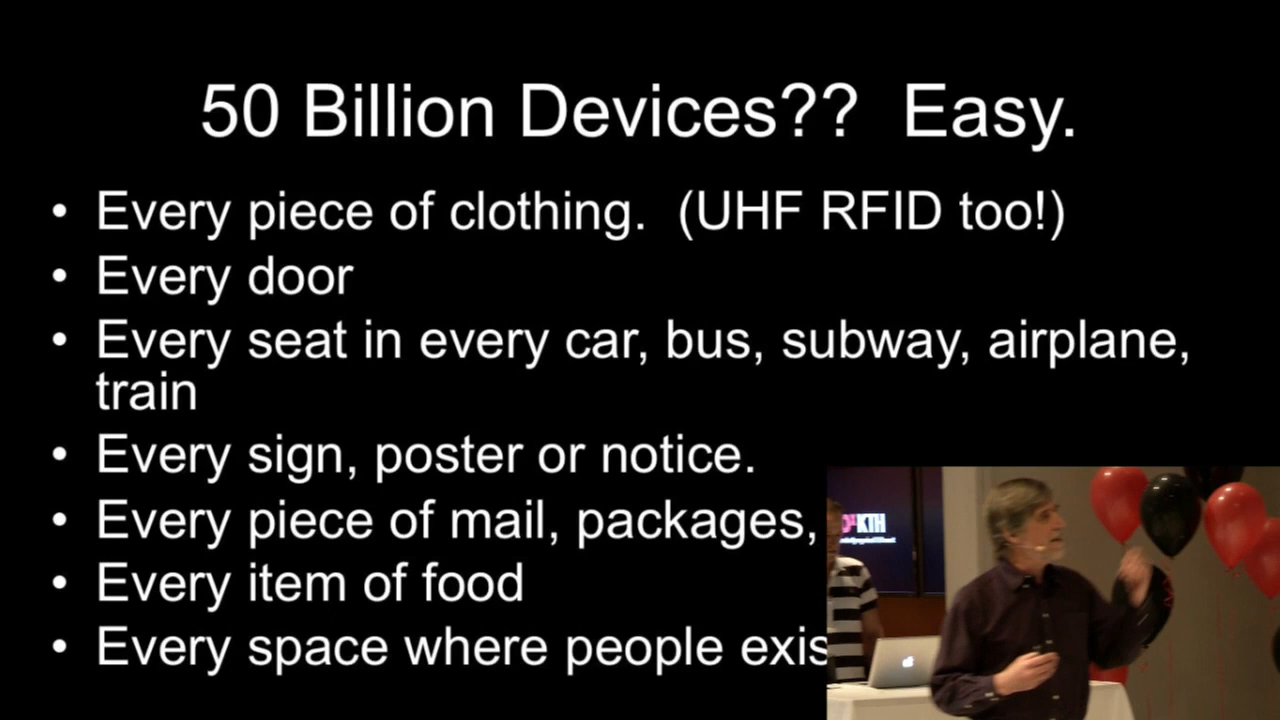 50 Billion Devices?? Easy.
• Every piece of clothing. (UHF RFID too!)
• Every door
• Every seat in every car, bus, subway, airplane,
train
• Every sign, poster or notice.
• Every piece of mail, packages,
• Every item of food
• Every space where people exis
KTH